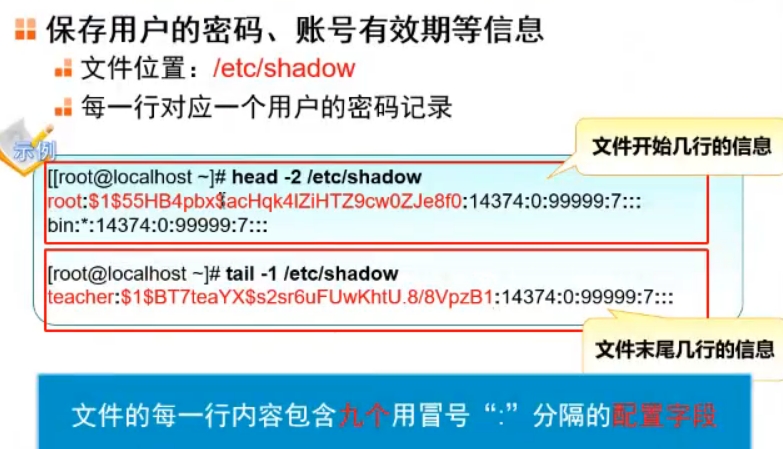 保存用户的密码、账号有效期等信息
文件位置：/etc/shadow
每一行对应一个用户的密码记录
示例
文件开始几行的信息
[[root@localhost ~]# head -2 /etc/shadow
root:$1$55HB4pbx$acHqk4lZiHTZ9cw0ZJe8f0:14374:0:99999:7:::
bin:*:14374:0:99999:7:::
[root@localhost ~]# tail -1 /etc/shadow
teacher:$1$BT7teaYX$s2sr6uFUwKhtU.8/8VpzB1:14374:0:99999:7:::
文件末尾几行的信息
文件的每一行内容包含九个用冒号“:”分隔的配置字段